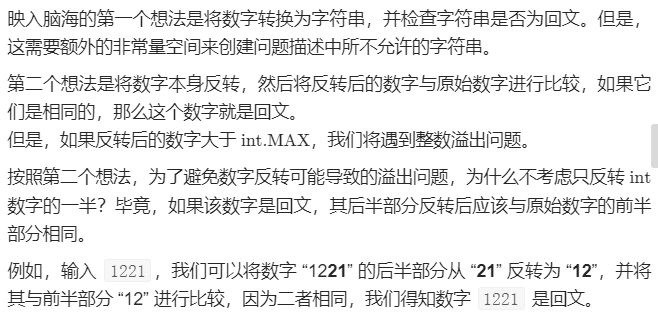 映入脑海的第一个想法是将数字转换为字符串，并检查字符串是否为回文。但是，
这需要额外的非常量空间来创建问题描述中所不允许的字符串。
第二个想法是将数字本身反转，然后将反转后的数字与原始数字进行比较，如果它
们是相同的，那么这个数字就是回文。
但是，如果反转后的数字大于 int.MAX，我们将遇到整数溢出问题。
按照第二个想法，为了避免数字反转可能导致的溢出问题，为什么不考虑只反转 int
数字的一半？毕竟，如果该数字是回文，其后半部分反转后应该与原始数字的前半
部分相同。
例如，输入 1221，我们可以将数字 “1221” 的后半部分从 “21” 反转为 “12”，并将
其与前半部分 “12” 进行比较，因为二者相同，我们得知数字 1221 是回文。